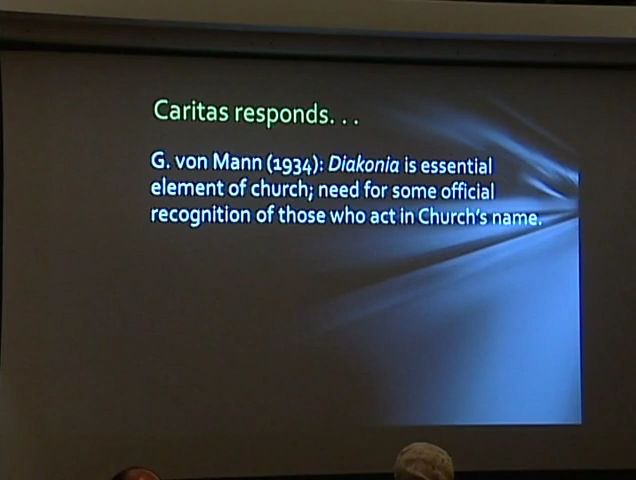 Caritas responds. . .
G. von Mann (1934): Diakonia is essential
element of church; need for some official
recognition of those who act in Church's name.